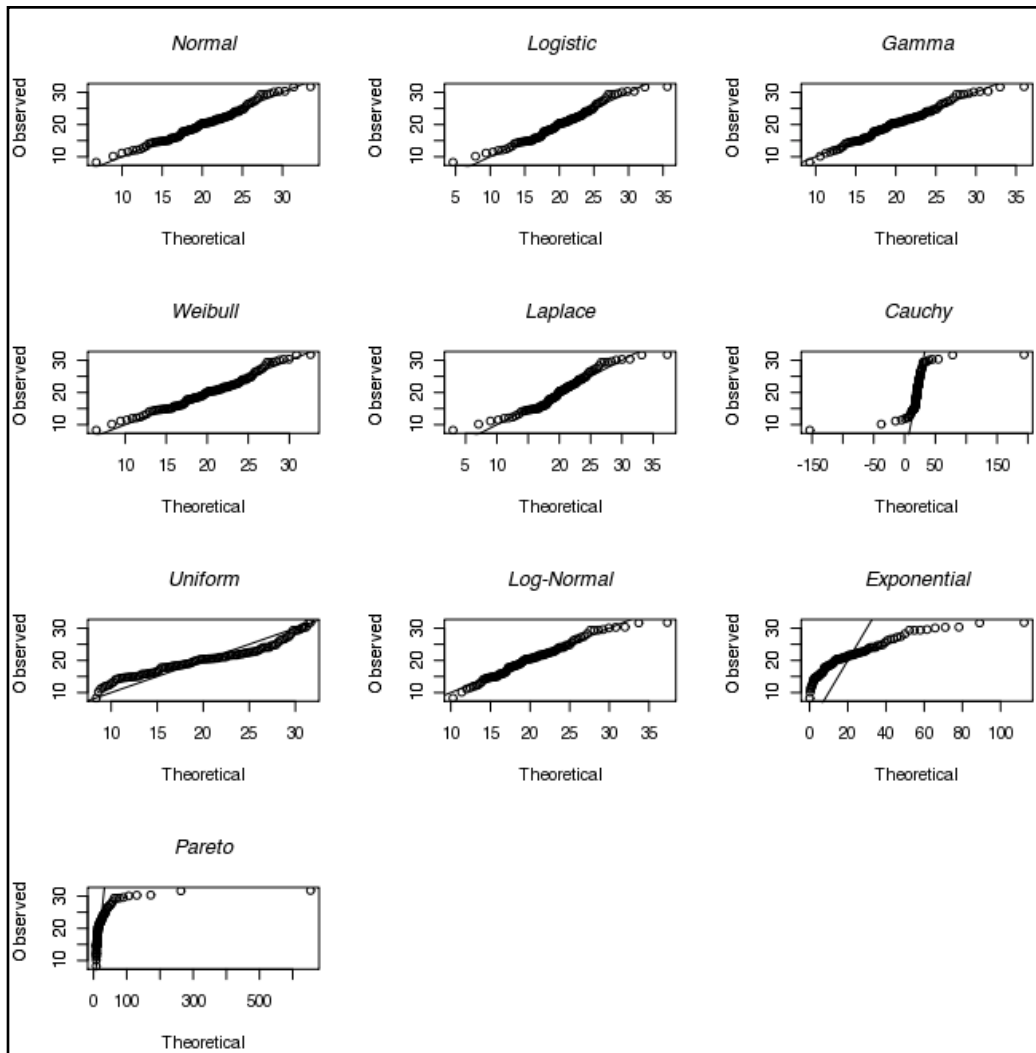 Normal
Logistic
Gamma
Observed
10 20 30
10 15 20 25 30
Theoretical
Observed
10 20 30
5 10 15 20 25 30 35
Theoretical
Observed
10 20 30
10 15 20 25 30 35
Theoretical
Weibull
Laplace
Cauchy
Observed
10 20 30
10 15 20 25 30
Theoretical
Observed
10 20 30
5 10 15 20 25 30 35
Theoretical
Observed
10 20 30
-150 -50 0 50 150
Theoretical
Uniform
Log-Normal
Exponential
Observed
10 20 30
10 15 20 25 30
Theoretical
Observed
10 20 30
10 15 20 25 30 35
Theoretical
Observed
10 20 30
0 20 40 60 80 100
Theoretical
Pareto
Observed
10 20 30
0 100 300 500
Theoretical